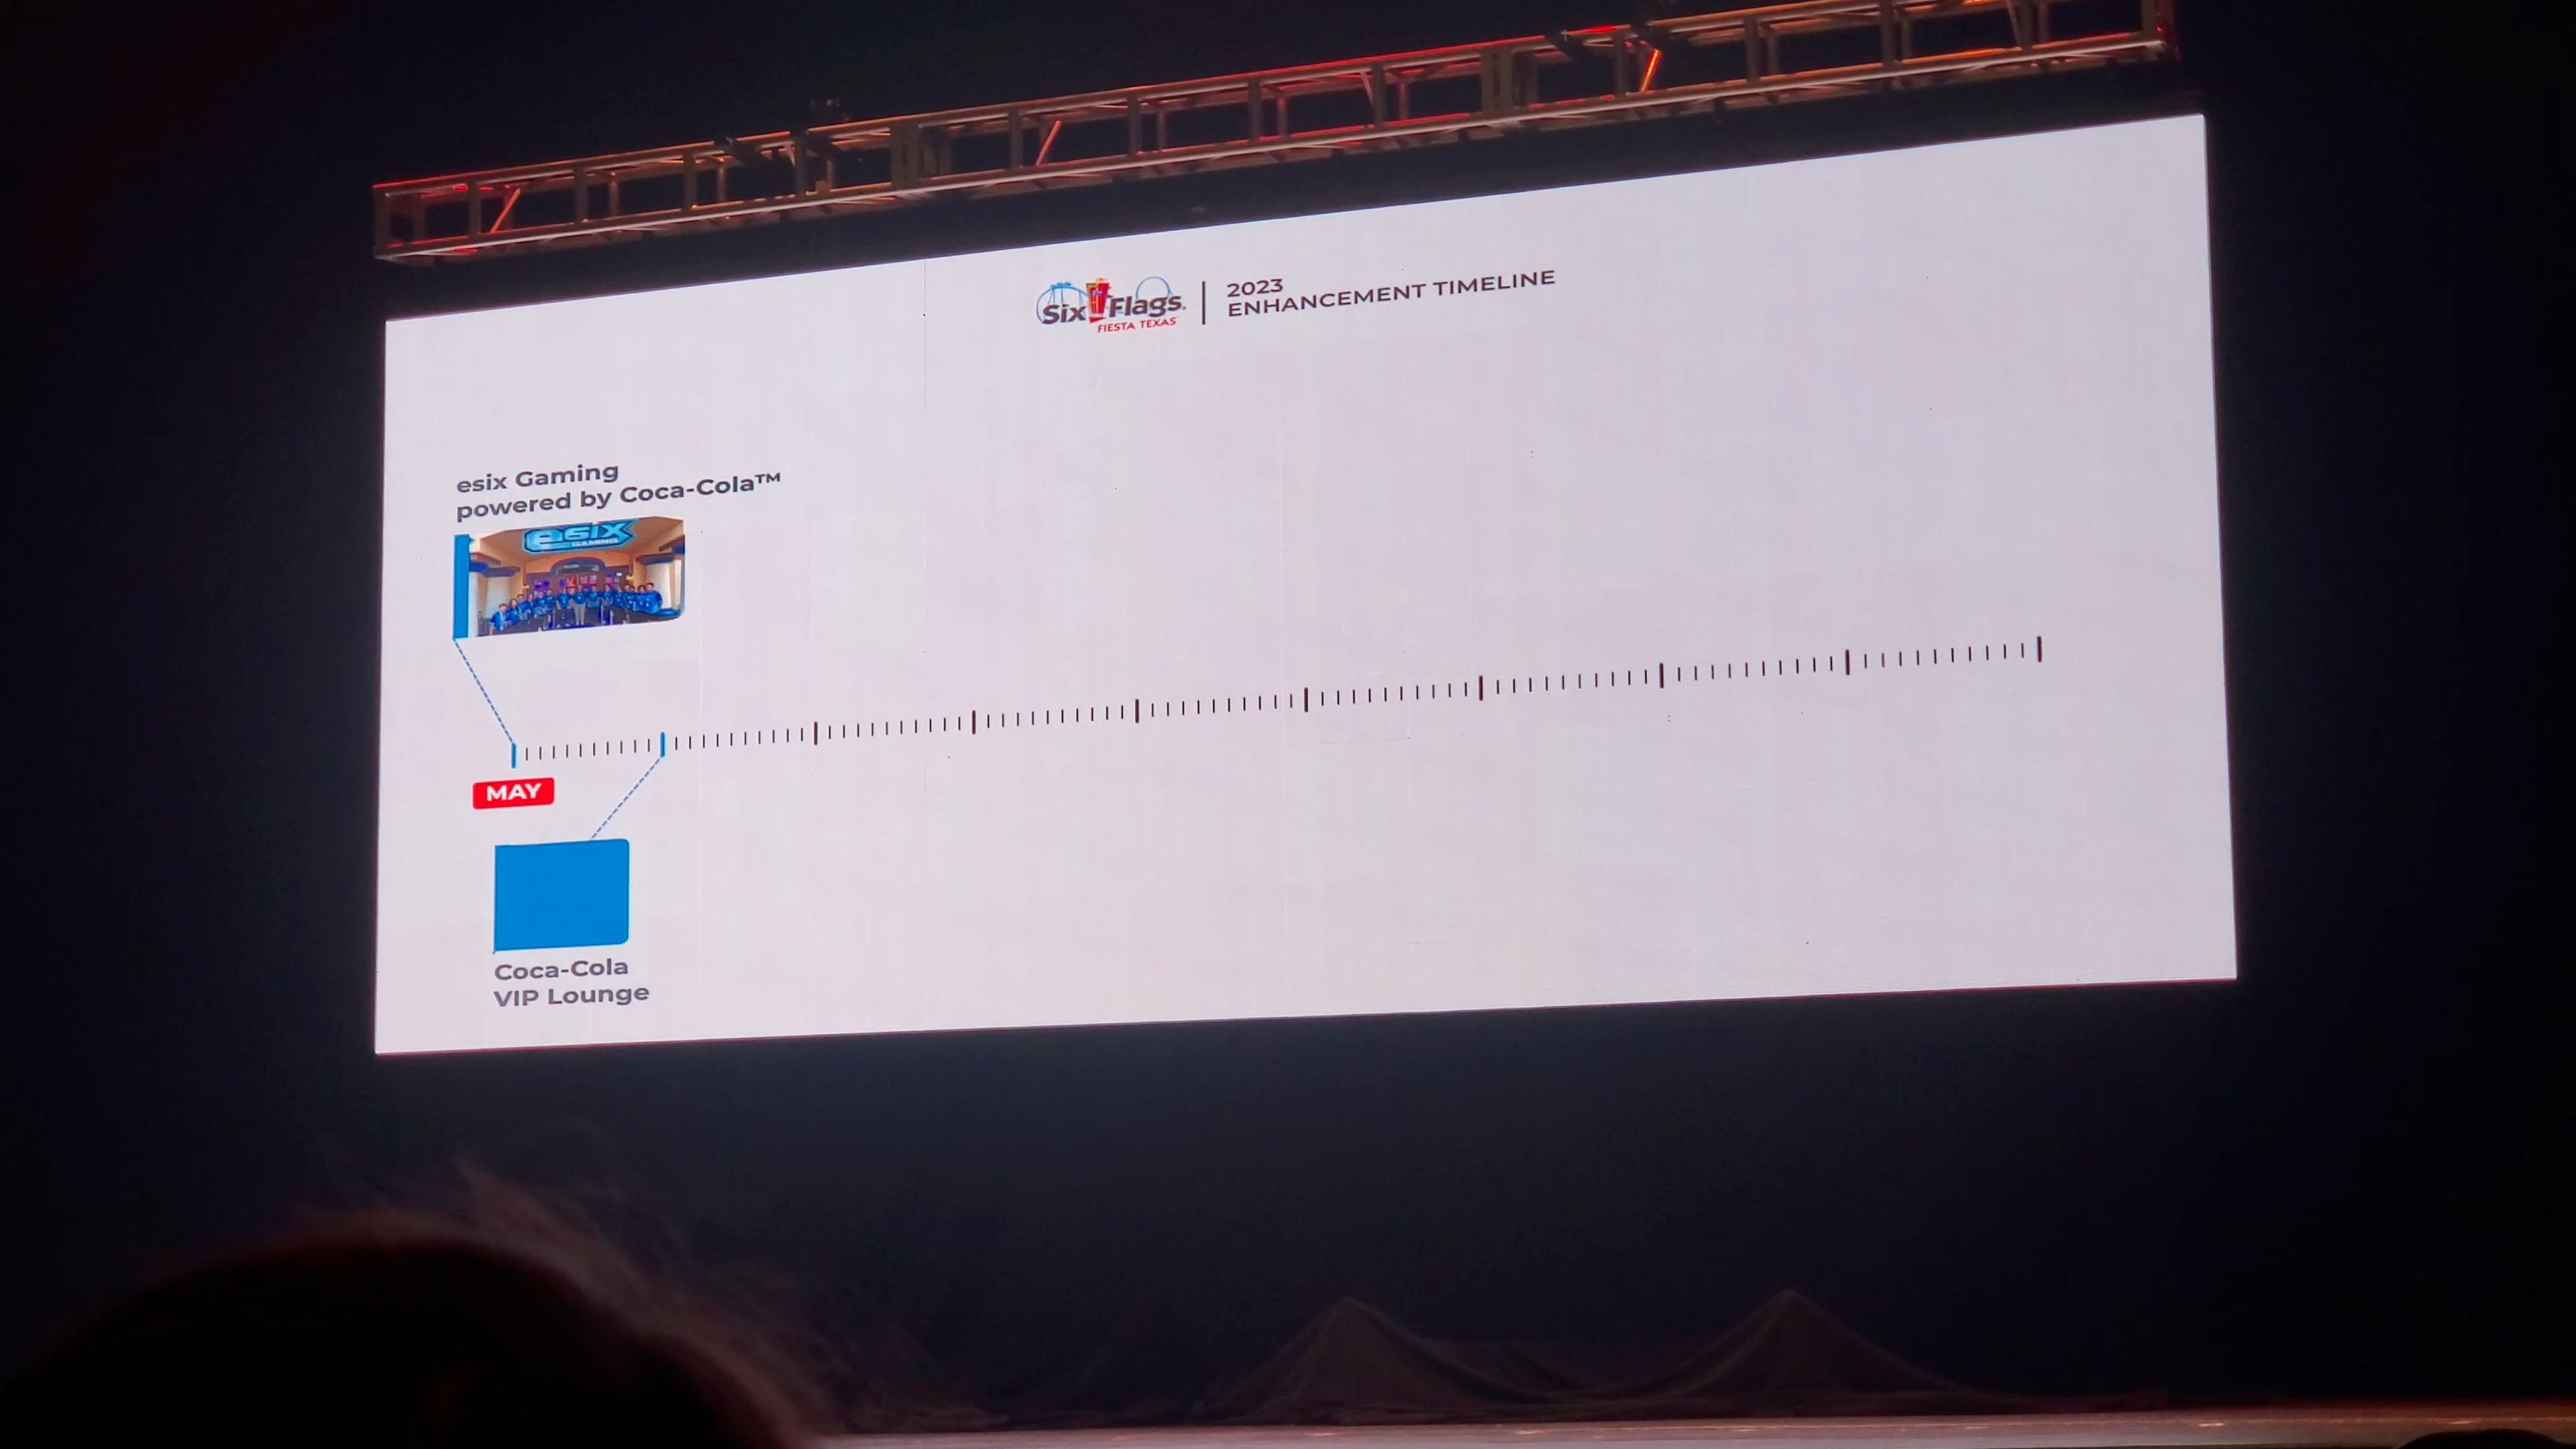 Six Flags
FIESTA TEXAS
2023
ENHANCEMENT TIMELINE
esix Gaming
powered by Coca-Cola™
esix
GAMING
MAY
Coca-Cola
VIP Lounge